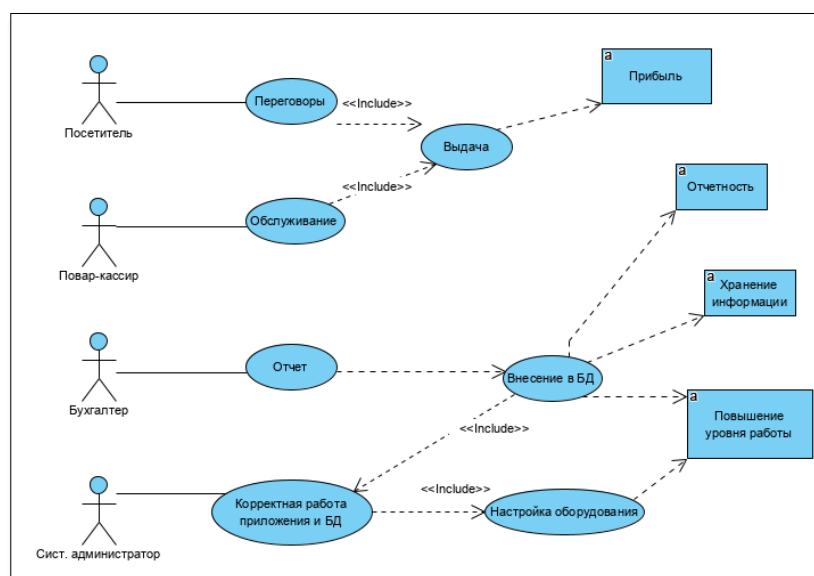 a
Прибыль
Переговоры
<<Include>>
Посетитель
Выдача
a
Отчетность
<<Include>>
Обслуживание
Повар-кассир
a
Хранение
информации
Отчет
Внесение в БД
Бухгалтер
a
Повышение
уровня работы
<<Include>>
<<Include>>
Корректная работа
приложения и БД
Настройка оборудования
Сист. администратор